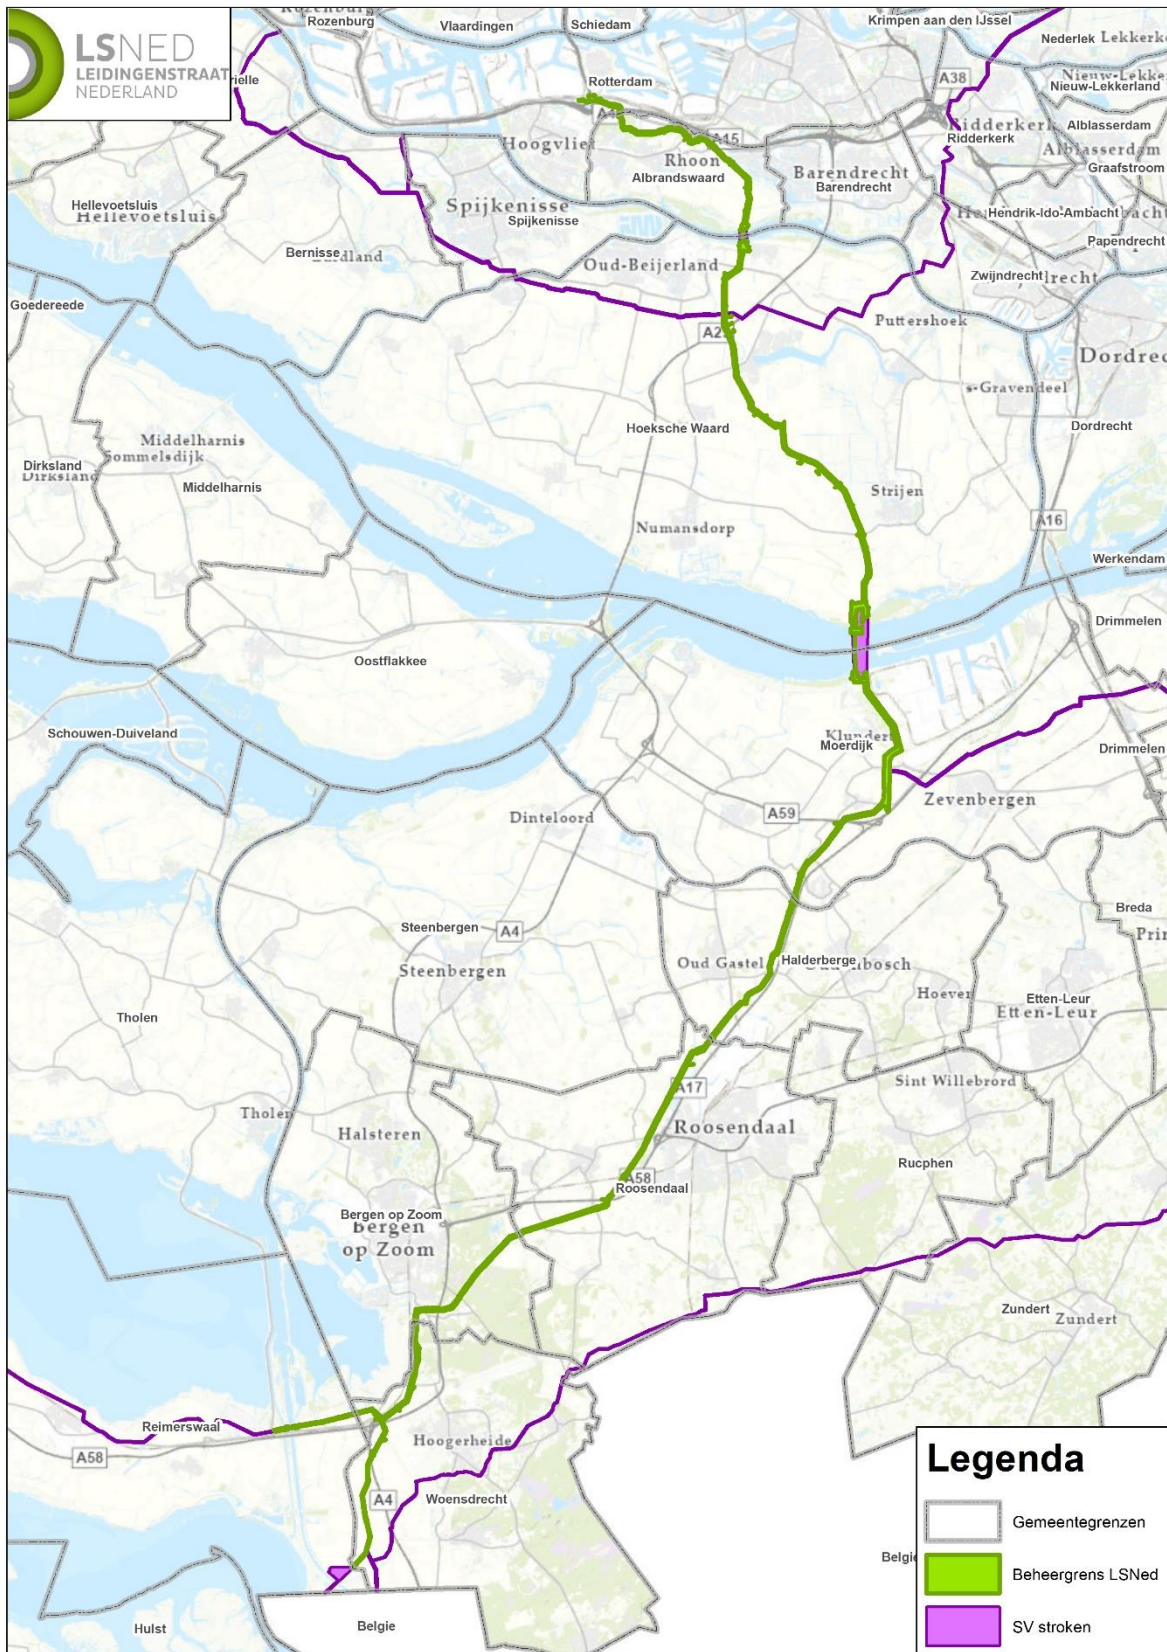 LSNED
LEIDINGENSTRAAT
NEDERLAND
Rozenburg
Vlaardingen
Schiedam
Krimpen aan den IJssel
Nederlek
Nieuw-Lekkerland
Rotterdam
A38
Ridderkerk
Ridderkerk
Alblasserdam
Alblasserdam
Graafstroom
Hoogvliet
A15
Rhoon
Albrandswaard
Barendrecht
Barendrecht
Hellevoetsluis
Hellevoetsluis
Spijkenisse
Spijkenisse
Hendrik-Ido-Ambacht
Papendrecht
Bernisse
Oud-Beijerland
Zwijndrecht
Goedereede
Puttershoek
Dordrecht
s-Gravendeel
Hoeksche Waard
Dordrecht
Middelharnis
Sommelsdijk
Middelharnis
Dirksland
Dirksland
Strijen
Numansdorp
A16
Werkendam
Drimmelen
Oostflakkee
Schouwen-Duiveland
Klundert
Moerdijk
Drimmelen
Zevenbergen
A59
Dinteloord
Breda
Steenbergen
A4
Steenbergen
Oud Gastel
Halderberge
Hoeven
Etten-Leur
Etten-Leur
Tholen
A17
Sint Willebrord
Tholen
Halsteren
Roosendaal
Rucphen
A58
Roosendaal
Bergen op Zoom
Bergen
op Zoom
Zundert
Zundert
Reimerswaal
A58
Hoogerheide
A4
Woensdrecht
Belgie
Belgie
Hulst
Legenda
Gemeentegrenzen
Beheergrens LSNed
SV stroken